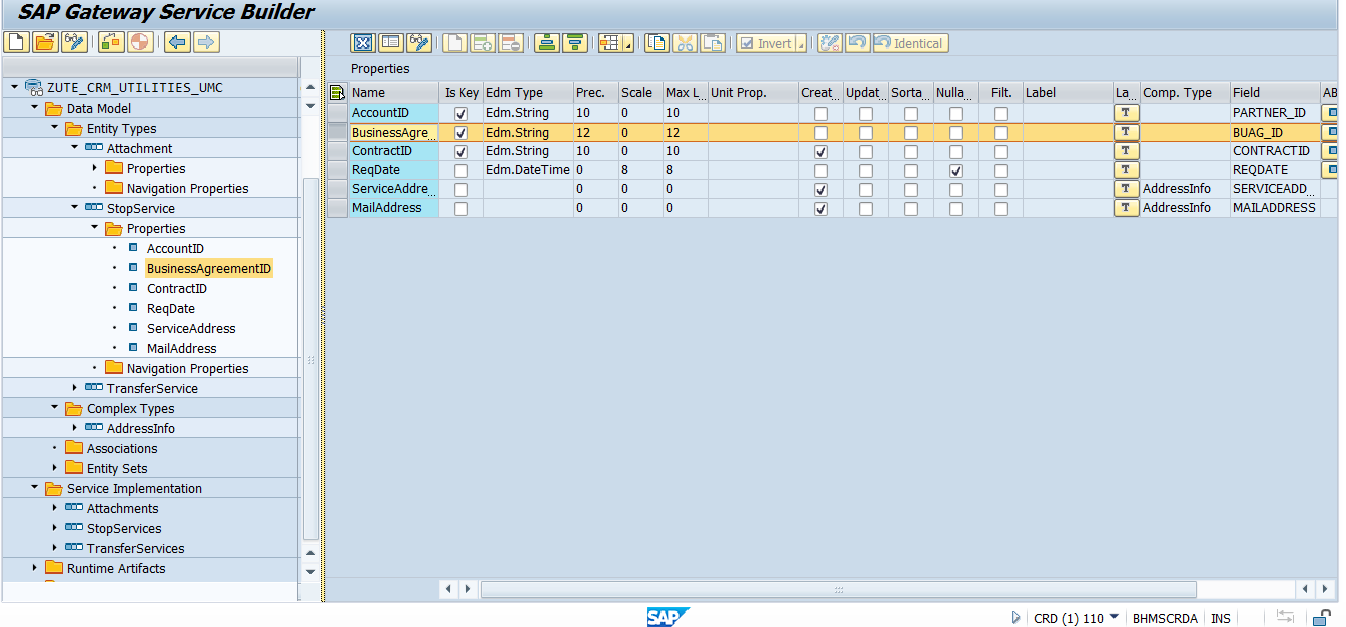 SAP Gateway Service Builder
Invert
Identical
Properties
ZUTE_CRM_UTILITIES_UMC
Data Model
Entity Types
Attachment
Properties
Navigation Properties
StopService
Properties
AccountID
BusinessAgreementID
ContractID
ReqDate
ServiceAddress
MailAddress
Navigation Properties
TransferService
Complex Types
AddressInfo
Associations
Entity Sets
Service Implementation
Attachments
StopServices
TransferServices
Runtime Artifacts
Name Is Key Edm Type Prec. Scale Max L... Unit Prop. Creat... Updat... Sorta... Nulla... Filt. Label La... Comp. Type Field AB
AccountID Edm.String 10 0 10 T PARTNER_ID
BusinessAgre... Edm.String 12 0 12 T BUAG_ID
ContractID Edm.String 10 0 10 T CONTRACTID
ReqDate Edm.DateTime 0 8 8 T REQDATE
ServiceAddre... 0 0 0 T AddressInfo SERVICEADD...
MailAddress 0 0 0 T AddressInfo MAILADDRESS
SAP
CRD (1) 110 BHMSCRDA INS